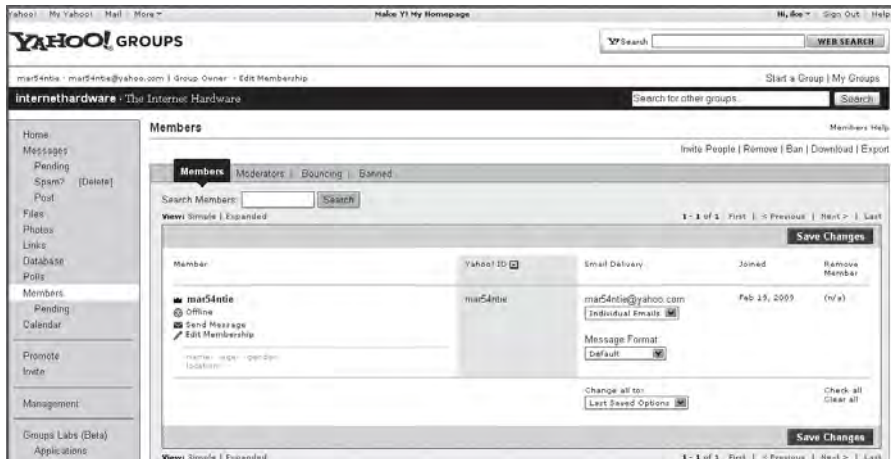 Yahoo! My Yahoo! Mail More
Make Y! My Homepage
Hi, Sign Out Help
YAHOO! GROUPS
Y! Search WEB SEARCH
mar54ntie · mar54ntie@yahoo.com | Group Owner - Edit Membership
Start a Group | My Groups
internethardware · The Internet Hardware
Search for other groups... Search
Home
Messages
Pending
Spam? [Delete]
Post
Files
Photos
Links
Database
Polls
Members
Pending
Calendar
Promote
Invite
Management
Groups Labs (Beta)
Applications
Members
Members Help
Invite People | Remove | Ban | Download | Export
Members Moderators | Bouncing | Banned
Search Members: Search
View: Simple | Expanded
1 - 1 of 1 First | < Previous | Next > | Last
Save Changes
Member Yahoo! ID Email Delivery Joined Remove Member
mar54ntie
Offline
Send Message
Edit Membership
name: age: gender:
location:
mar54ntie
mar54ntie@yahoo.com
Individual Emails
Message Format
Default
Feb 19, 2009
(n/a)
Change all to:
Last Saved Options
Check all
Clear all
Save Changes
View: Simple | Expanded
1 - 1 of 1 First | < Previous | Next > | Last